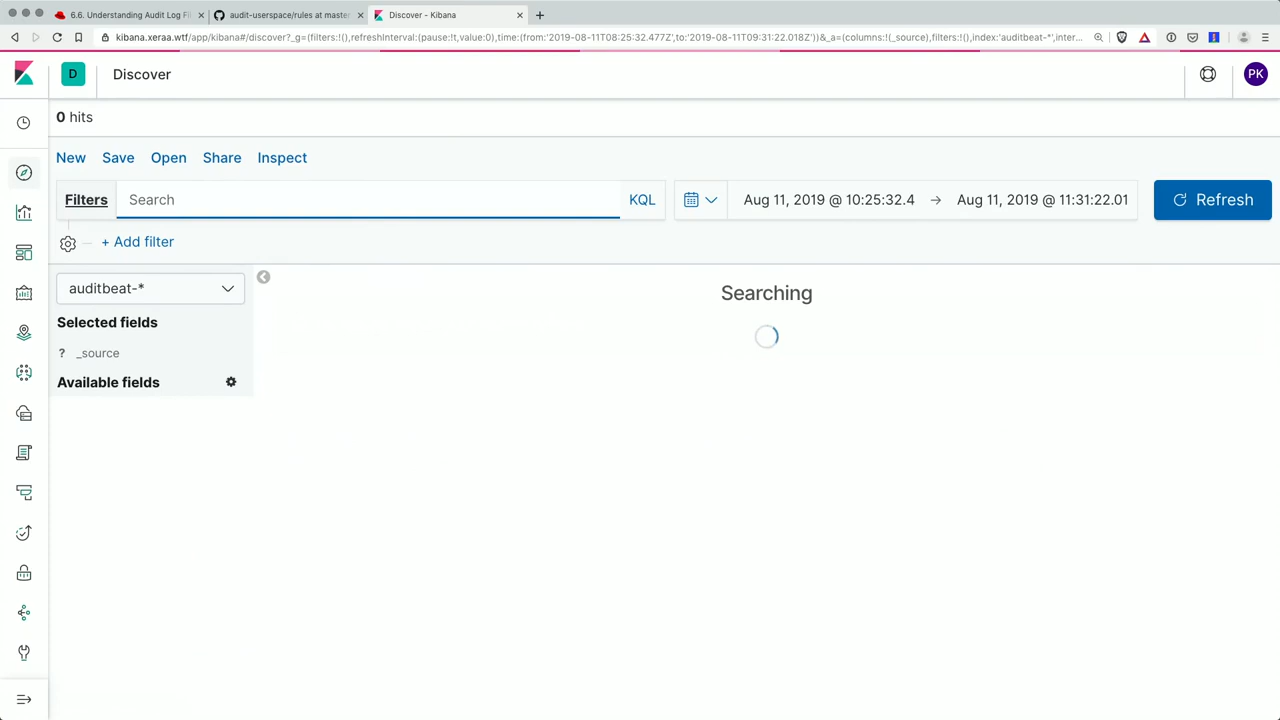 6.6. Understanding Audit Log Fi
audit-userspace/rules at master
Discover - Kibana
kibana.xeraa.wtf/app/kibana#/discover?_g=(filters:!(),refreshInterval:(pause:!t,value:0),time:(from:'2019-08-11T08:25:32.477Z',to:'2019-08-11T09:31:22.018Z'))&_a=(columns:!(_source),filters:!(),index:'auditbeat-*',inter...
D
Discover
PK
0 hits
New Save Open Share Inspect
Filters Search KQL Aug 11, 2019 @ 10:25:32.4 → Aug 11, 2019 @ 11:31:22.01 Refresh
+ Add filter
auditbeat-*
Searching
Selected fields
? _source
Available fields